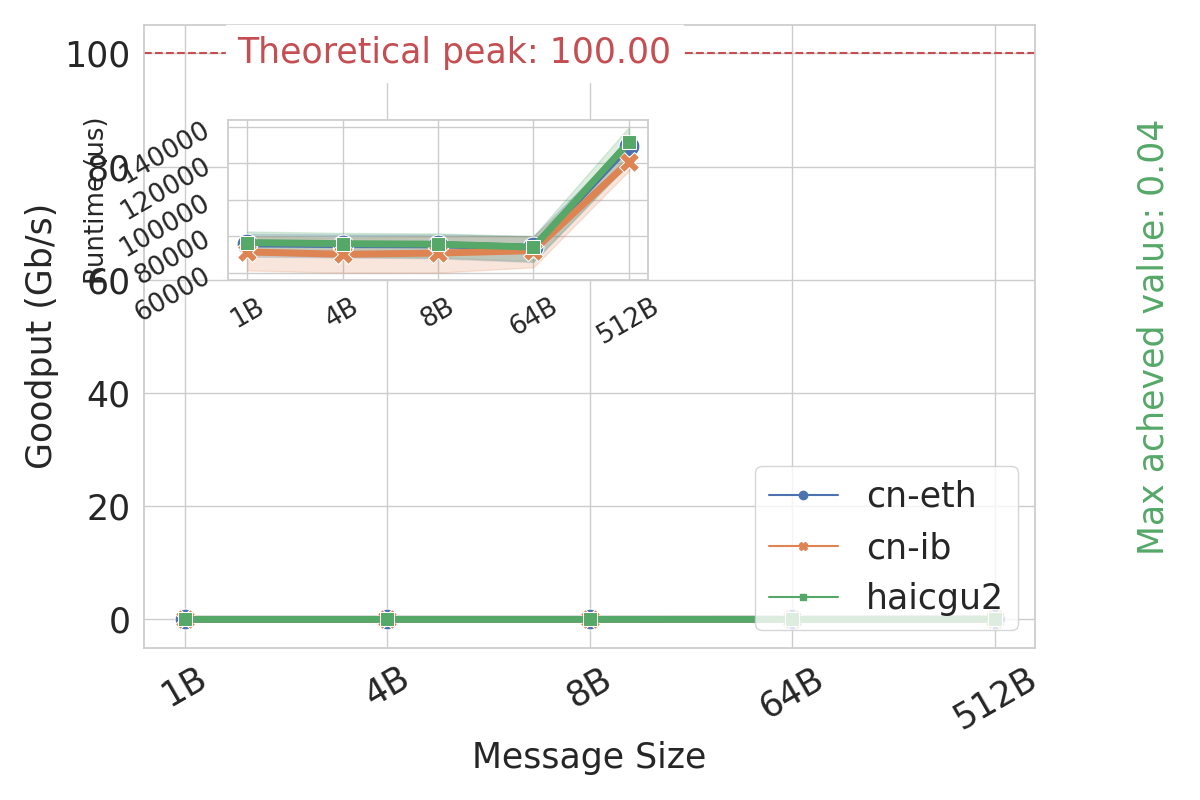 Theoretical peak: 100.00
Goodput (Gb/s)
100
80
60
40
20
0
Runtime (us)
140000
120000
100000
80000
60000
1B
4B
8B
64B
512B
cn-eth
cn-ib
haicgu2
1B
4B
8B
64B
512B
Message Size
Max acheved value: 0.04